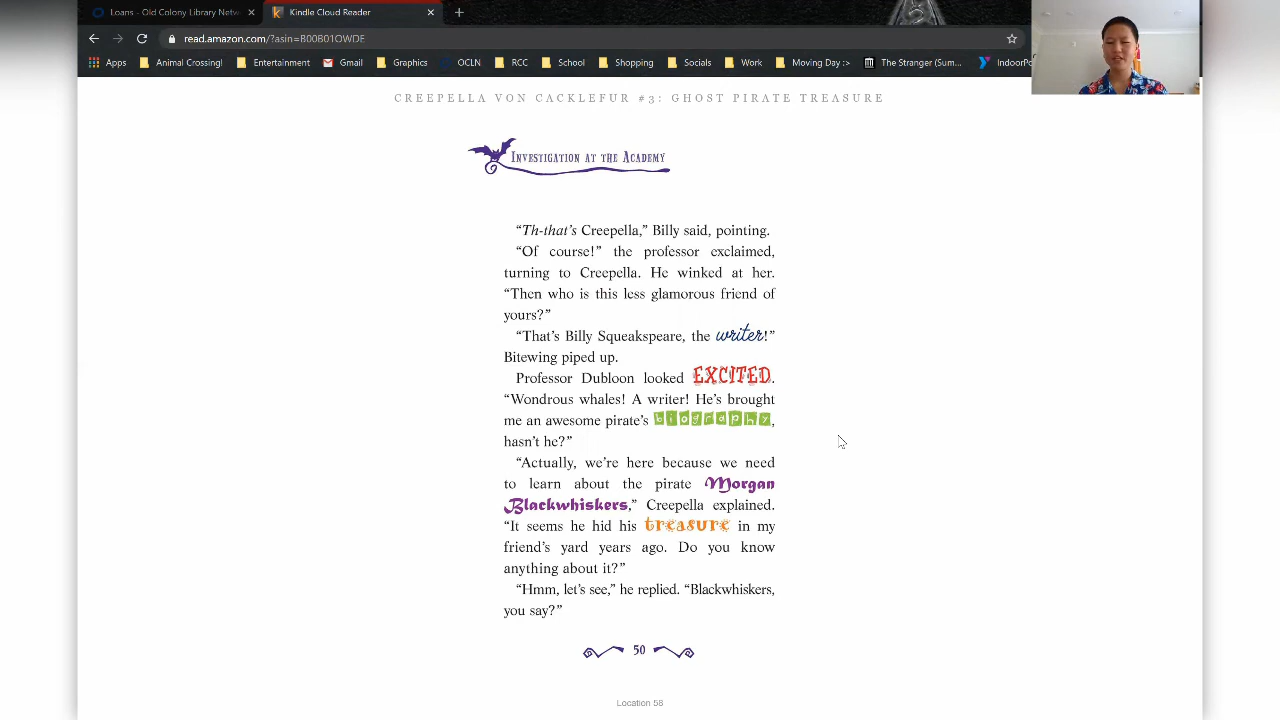 Loans - Old Colony Library Netw
Kindle Cloud Reader
read.amazon.com/?asin=B00B01OWDE
Apps Animal Crossing! Entertainment Gmail Graphics OCLN RCC School Shopping Socials Work Moving Day :> The Stranger (Sum... IndoorPo
CREEPELLA VON CACKLEFUR #3: GHOST PIRATE TREASURE
Investigation at the Academy
“Th-that’s Creepella,” Billy said, pointing.
“Of course!” the professor exclaimed,
turning to Creepella. He winked at her.
“Then who is this less glamorous friend of
yours?”
“That’s Billy Squeakspeare, the writer!”
Bitewing piped up.
Professor Dubloon looked EXCITED.
“Wondrous whales! A writer! He’s brought
me an awesome pirate’s biography,
hasn’t he?”
“Actually, we’re here because we need
to learn about the pirate Morgan
Blackwhiskers,” Creepella explained.
“It seems he hid his treasure in my
friend’s yard years ago. Do you know
anything about it?”
“Hmm, let’s see,” he replied. “Blackwhiskers,
you say?”
50
Location 58